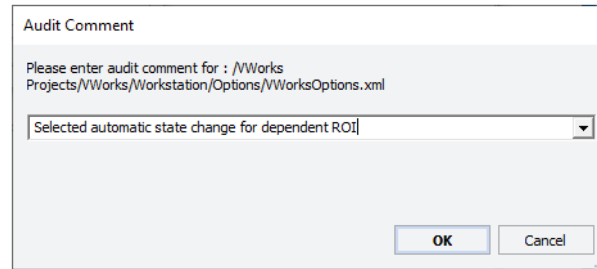 Audit Comment
Please enter audit comment for : /VWorks
Projects/VWorks/Workstation/Options/VWorksOptions.xml
Selected automatic state change for dependent ROI
OK
Cancel